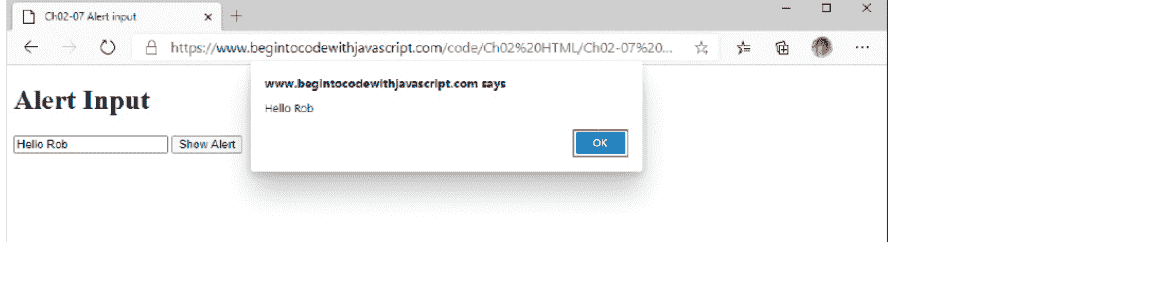 Ch02-07 Alert input
https://www.begintocodewithjavascript.com/code/Ch02%20HTML/Ch02-07%20...
www.begintocodewithjavascript.com says
Hello Rob
OK
Alert Input
Hello Rob
Show Alert